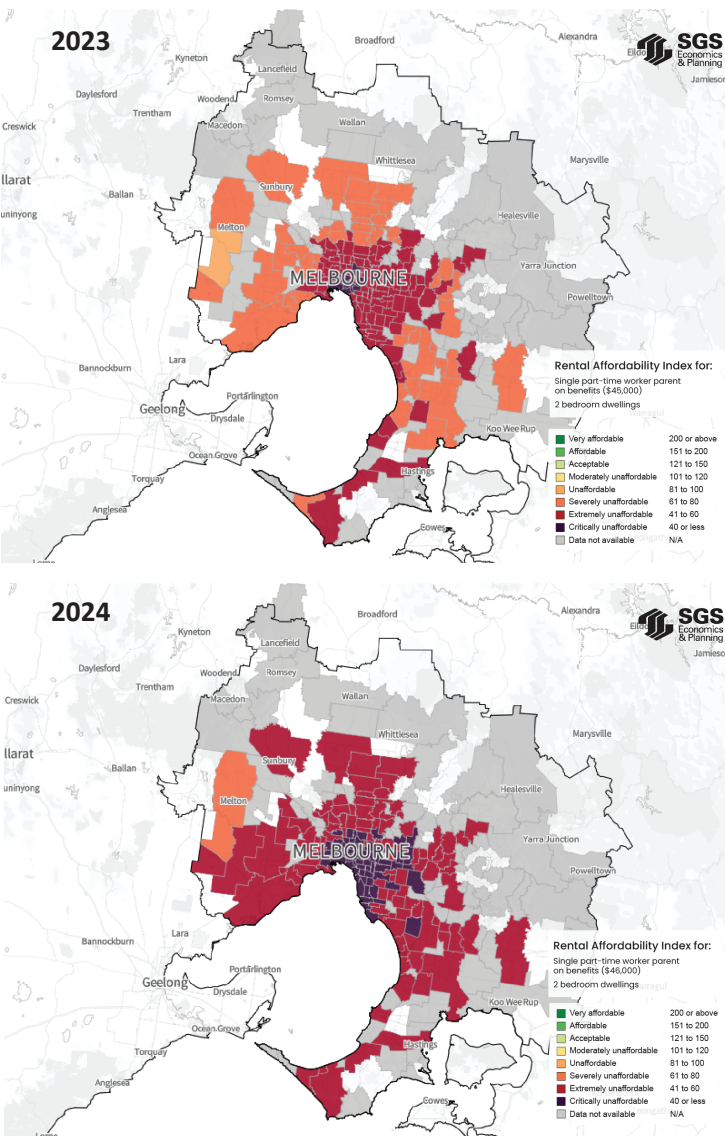 2023
Broadford
Alexandra
Eildo
SGS
Economics
& Planning
Kyneton
Lancefield
Jamieson
Daylesford
Woodend
Romsey
Trentham
Macedon
Wallan
Creswick
Whittlesea
Marysville
llarat
Ballan
Sunbury
uninyong
Healesville
Melton
Yarra Junction
MELBOURNE
Powelltown
Bannockburn
Lara
Rental Affordability Index for:
Single part-time worker parent
on benefits ($45,000)
2 bedroom dwellings
Geelong
Portarlington
Drysdale
Koo Wee Rup
Very affordable 200 or above
Affordable 151 to 200
Acceptable 121 to 150
Moderately unaffordable 101 to 120
Unaffordable 81 to 100
Severely unaffordable 61 to 80
Extremely unaffordable 41 to 60
Critically unaffordable 40 or less
Data not available N/A
Ocean Grove
Hastings
Torquay
Anglesea
Cowes
Lorne
2024
Broadford
Alexandra
Eildo
SGS
Economics
& Planning
Kyneton
Lancefield
Jamieso
Daylesford
Woodend
Romsey
Trentham
Macedon
Wallan
Creswick
Whittlesea
Marysville
llarat
Ballan
Sunbury
uninyong
Healesville
Melton
Yarra Junction
MELBOURNE
Powelltown
Bannockburn
Lara
Rental Affordability Index for:
Single part-time worker parent
on benefits ($46,000)
2 bedroom dwellings
Geelong
Portarlington
Drysdale
Koo Wee Rup
Very affordable 200 or above
Affordable 151 to 200
Acceptable 121 to 150
Moderately unaffordable 101 to 120
Unaffordable 81 to 100
Severely unaffordable 61 to 80
Extremely unaffordable 41 to 60
Critically unaffordable 40 or less
Data not available N/A
Ocean Grove
Hastings
Torquay
Anglesea
Cowes